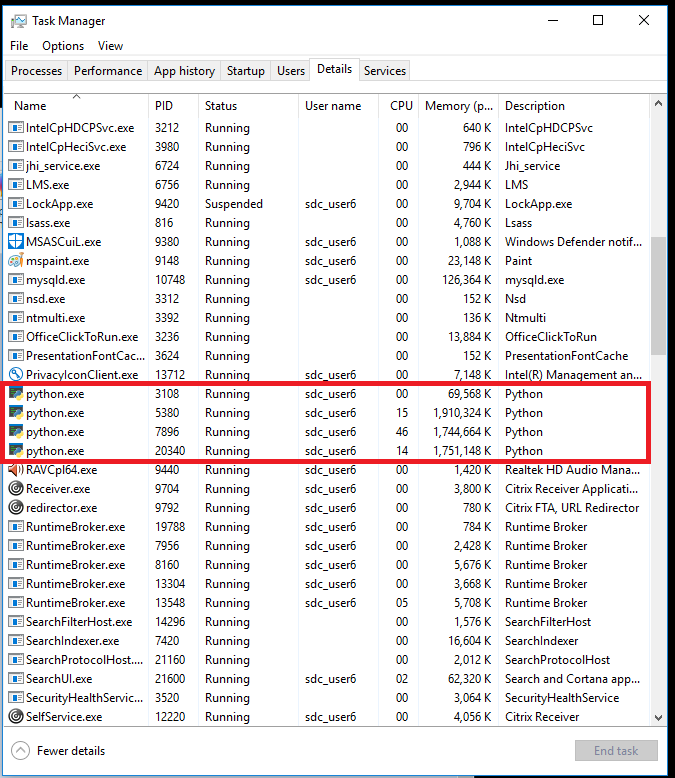 Task Manager
File Options View
Processes Performance App history Startup Users Details Services
Name PID Status User name CPU Memory (p... Description
IntelCpHDCPSvc.exe 3212 Running 00 640 K IntelCpHDCPSvc
IntelCpHeciSvc.exe 3980 Running 00 796 K IntelCpHeciSvc
jhi_service.exe 6724 Running 00 444 K Jhi_service
LMS.exe 6756 Running 00 2,944 K LMS
LockApp.exe 9420 Suspended sdc_user6 00 9,704 K LockApp.exe
lsass.exe 816 Running 00 4,760 K Lsass
MSASCuiL.exe 9380 Running sdc_user6 00 1,088 K Windows Defender notif...
mspaint.exe 9148 Running sdc_user6 00 23,148 K Paint
mysqld.exe 10748 Running sdc_user6 00 126,364 K mysqld.exe
nsd.exe 3312 Running 00 152 K Nsd
ntmulti.exe 3392 Running 00 136 K Ntmulti
OfficeClickToRun.exe 3236 Running 00 13,884 K OfficeClickToRun
PresentationFontCac... 3624 Running 00 152 K PresentationFontCache
PrivacyIconClient.exe 13712 Running sdc_user6 00 7,148 K Intel(R) Management an...
python.exe 3108 Running sdc_user6 00 69,568 K Python
python.exe 5380 Running sdc_user6 15 1,910,324 K Python
python.exe 7896 Running sdc_user6 46 1,744,664 K Python
python.exe 20340 Running sdc_user6 14 1,751,148 K Python
RAVCpl64.exe 9440 Running sdc_user6 00 1,420 K Realtek HD Audio Mana...
Receiver.exe 9704 Running sdc_user6 00 3,800 K Citrix Receiver Applicati...
redirector.exe 9792 Running sdc_user6 00 780 K Citrix FTA, URL Redirector
RuntimeBroker.exe 19788 Running sdc_user6 00 784 K Runtime Broker
RuntimeBroker.exe 7956 Running sdc_user6 00 2,428 K Runtime Broker
RuntimeBroker.exe 8160 Running sdc_user6 00 5,676 K Runtime Broker
RuntimeBroker.exe 13304 Running sdc_user6 00 3,668 K Runtime Broker
RuntimeBroker.exe 13548 Running sdc_user6 05 5,708 K Runtime Broker
SearchFilterHost.exe 14296 Running 00 1,576 K SearchFilterHost
SearchIndexer.exe 7420 Running 00 16,604 K SearchIndexer
SearchProtocolHost.... 21160 Running 00 2,012 K SearchProtocolHost
SearchUI.exe 21600 Running sdc_user6 02 62,320 K Search and Cortana app...
SecurityHealthServic... 3520 Running 00 3,064 K SecurityHealthService
SelfService.exe 12220 Running sdc_user6 00 4,056 K Citrix Receiver
Fewer details End task